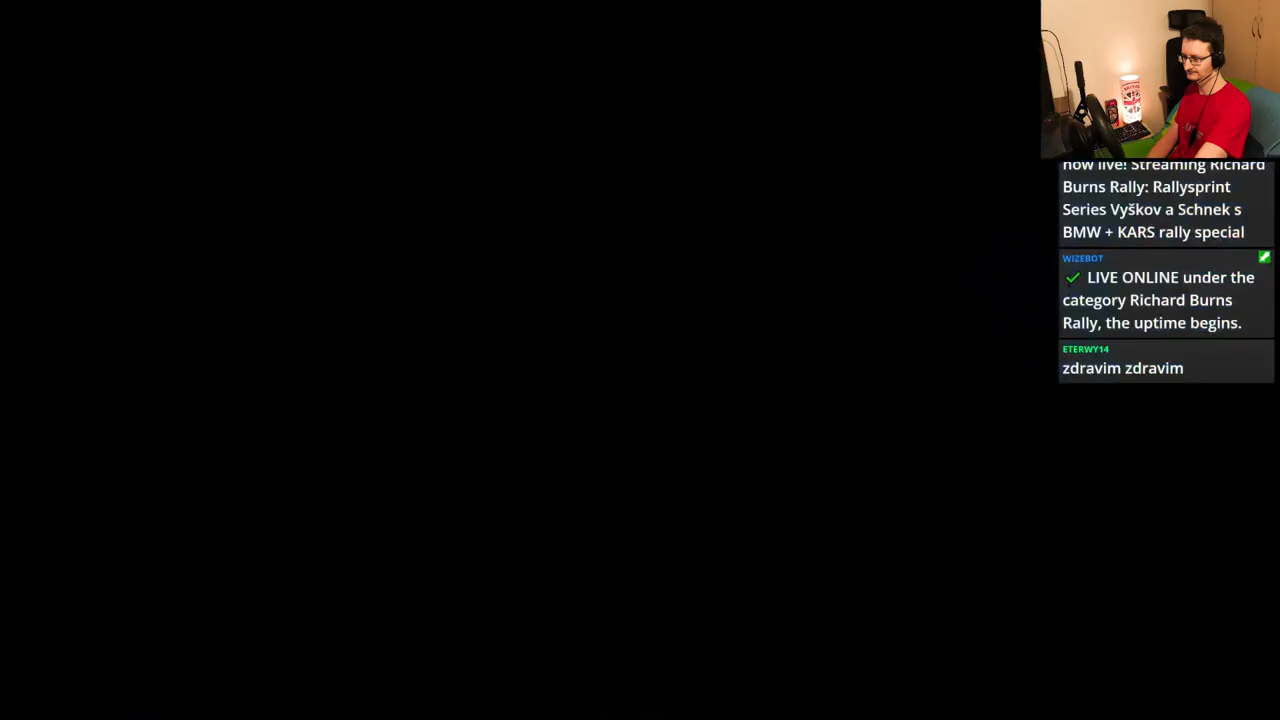 now live! Streaming Richard
Burns Rally: Rallysprint
Series Vyškov a Schnek s
BMW + KARS rally special
WIZEBOT
LIVE ONLINE under the
category Richard Burns
Rally, the uptime begins.
ETERWY14
zdravim zdravim